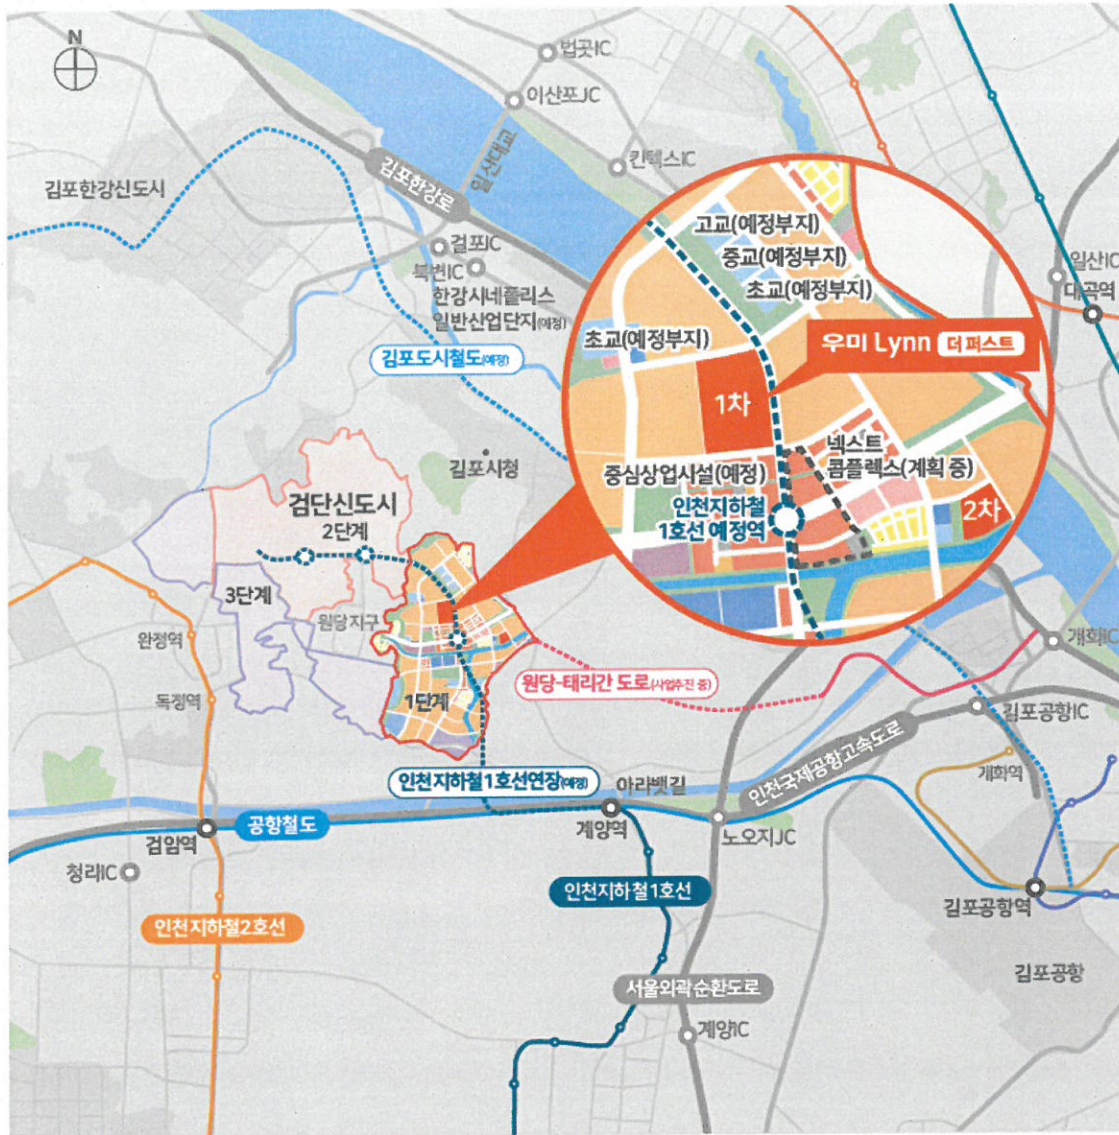 N
법곳IC
이산포JC
일산대교
킨텍스IC
김포한강신도시
김포한강로
걸포IC
북변IC
한강시네폴리스
일반산업단지(예정)
김포도시철도(예정)
일산IC
대곡역
고교(예정부지)
중교(예정부지)
초교(예정부지)
초교(예정부지)
우미 Lynn 더퍼스트
1차
넥스트
콤플렉스(계획 중)
중심상업시설(예정)
인천지하철
1호선 예정역
2차
김포시청
검단신도시
2단계
3단계
원당지구
1단계
완정역
독정역
원당-태리간 도로(사업추진 중)
개화IC
김포공항IC
개화역
인천국제공항고속도로
인천지하철1호선연장(예정)
아라뱃길
검암역
공항철도
계양역
노오지JC
청라IC
인천지하철1호선
인천지하철2호선
김포공항역
김포공항
서울외곽순환도로
계양IC